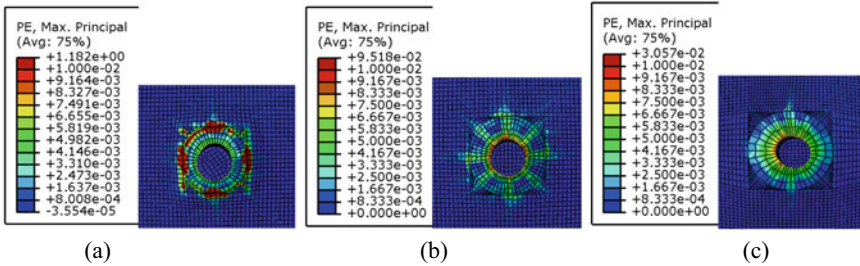 PE, Max. Principal
(Avg: 75%)
+1.182e+00
+1.000e-02
+9.164e-03
+8.327e-03
+7.491e-03
+6.655e-03
+5.819e-03
+4.982e-03
+4.146e-03
+3.310e-03
+2.473e-03
+1.637e-03
+8.008e-04
-3.554e-05
(a)
PE, Max. Principal
(Avg: 75%)
+9.518e-02
+1.000e-02
+9.167e-03
+8.333e-03
+7.500e-03
+6.667e-03
+5.833e-03
+5.000e-03
+4.167e-03
+3.333e-03
+2.500e-03
+1.667e-03
+8.333e-04
+0.000e+00
(b)
PE, Max. Principal
(Avg: 75%)
+3.057e-02
+1.000e-02
+9.167e-03
+8.333e-03
+7.500e-03
+6.667e-03
+5.833e-03
+5.000e-03
+4.167e-03
+3.333e-03
+2.500e-03
+1.667e-03
+8.333e-04
+0.000e+00
(c)